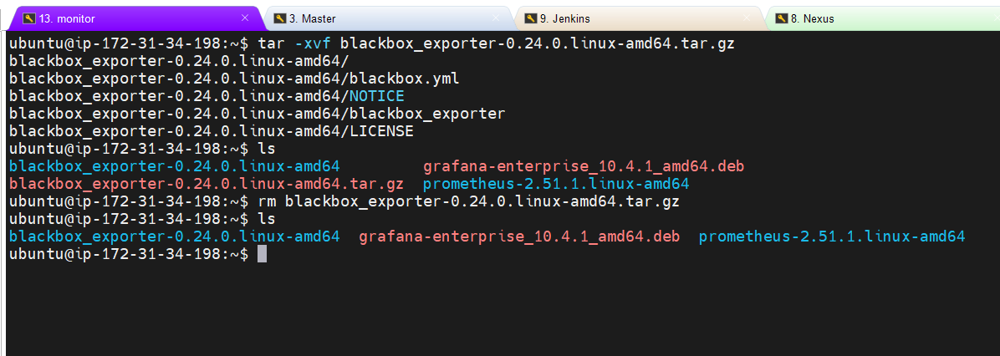 13. monitor
3. Master
9. Jenkins
8. Nexus
ubuntu@ip-172-31-34-198:~$ tar -xvf blackbox_exporter-0.24.0.linux-amd64.tar.gz
blackbox_exporter-0.24.0.linux-amd64/
blackbox_exporter-0.24.0.linux-amd64/blackbox.yml
blackbox_exporter-0.24.0.linux-amd64/NOTICE
blackbox_exporter-0.24.0.linux-amd64/blackbox_exporter
blackbox_exporter-0.24.0.linux-amd64/LICENSE
ubuntu@ip-172-31-34-198:~$ ls
blackbox_exporter-0.24.0.linux-amd64 grafana-enterprise_10.4.1_amd64.deb
blackbox_exporter-0.24.0.linux-amd64.tar.gz prometheus-2.51.1.linux-amd64
ubuntu@ip-172-31-34-198:~$ rm blackbox_exporter-0.24.0.linux-amd64.tar.gz
ubuntu@ip-172-31-34-198:~$ ls
blackbox_exporter-0.24.0.linux-amd64 grafana-enterprise_10.4.1_amd64.deb prometheus-2.51.1.linux-amd64
ubuntu@ip-172-31-34-198:~$